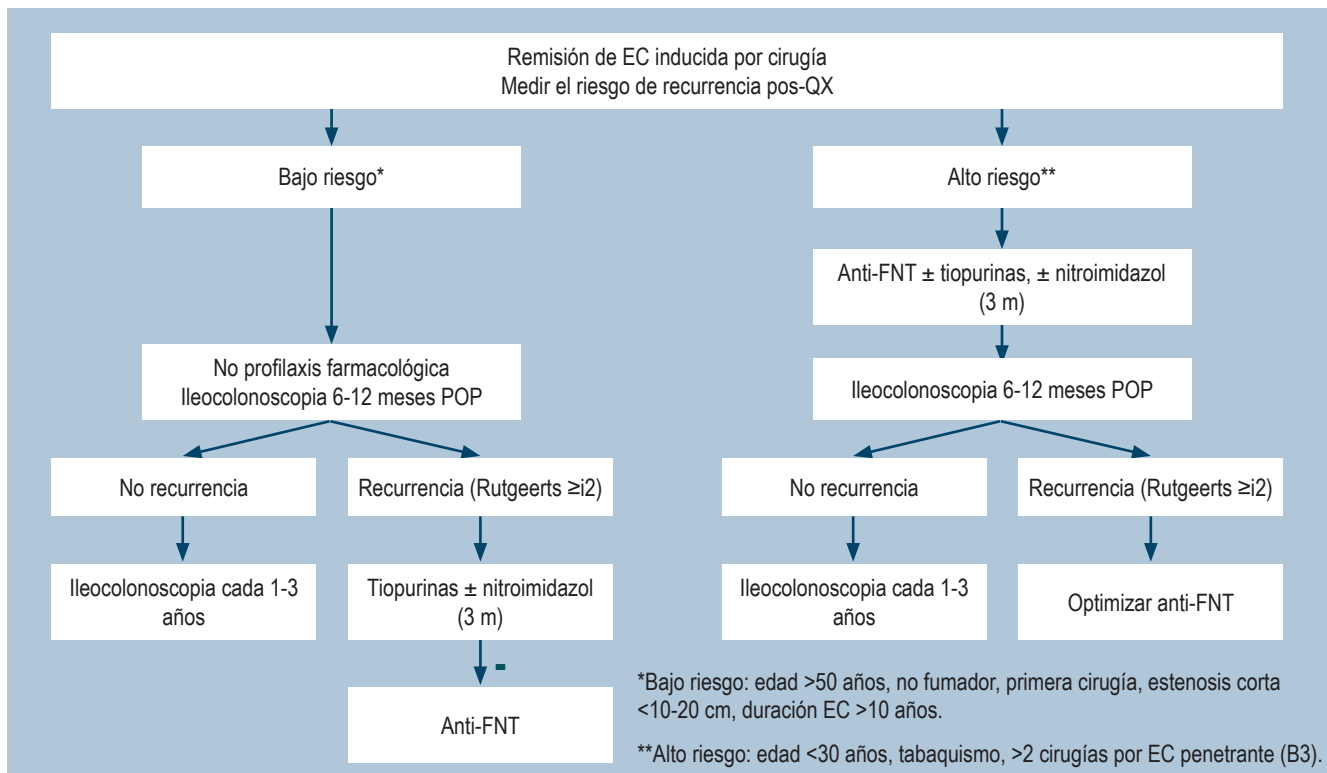 Remisión de EC inducida por cirugía
Medir el riesgo de recurrencia pos-QX
Bajo riesgo*
Alto riesgo**
Anti-FNT ± tiopurinas, ± nitroimidazol
(3 m)
No profilaxis farmacológica
Ileocolonoscopia 6-12 meses POP
Ileocolonoscopia 6-12 meses POP
No recurrencia
Recurrencia (Rutgeerts ≥i2)
No recurrencia
Recurrencia (Rutgeerts ≥i2)
Ileocolonoscopia cada 1-3
años
Tiopurinas ± nitroimidazol
(3 m)
Ileocolonoscopia cada 1-3
años
Optimizar anti-FNT
-
Anti-FNT
*Bajo riesgo: edad >50 años, no fumador, primera cirugía, estenosis corta
<10-20 cm, duración EC >10 años.
**Alto riesgo: edad <30 años, tabaquismo, >2 cirugías por EC penetrante (B3).